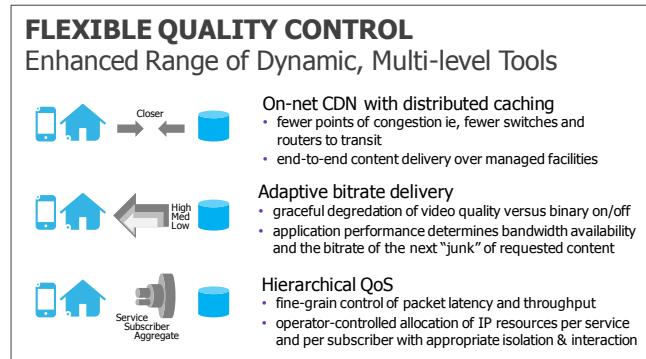 FLEXIBLE QUALITY CONTROL
Enhanced Range of Dynamic, Multi-level Tools
Closer
On-net CDN with distributed caching
• fewer points of congestion ie, fewer switches and
routers to transit
• end-to-end content delivery over managed facilities
High
Med
Low
Adaptive bitrate delivery
• graceful degredation of video quality versus binary on/off
• application performance determines bandwidth availability
and the bitrate of the next “junk” of requested content
Service
Subscriber
Aggregate
Hierarchical QoS
• fine-grain control of packet latency and throughput
• operator-controlled allocation of IP resources per service
and per subscriber with appropriate isolation & interaction